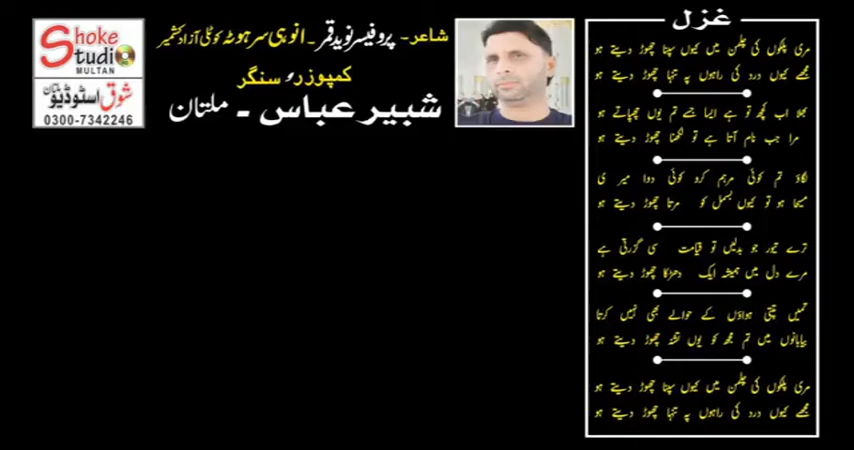 Shoke
Studio
MULTAN
شوق اسٹوڈیو ملتان
0300-7342246
شاعر۔ پروفیسر نوید قمر۔ انوہی سرہوٹہ کوٹلی آزاد کشمیر
کمپوزر، سنگر
شبیر عباس ۔ ملتان
غزل
مری پلکوں کی چلمن میں کیوں سپنا چھوڑ دیتے ہو
مجھے کیوں درد کی راہوں پہ تنہا چھوڑ دیتے ہو
بھلا اب کچھ تو ہے ایسا جسے تم یوں چھپاتے ہو
مرا جب نام آتا ہے تو لکھنا چھوڑ دیتے ہو
لگاؤ تم کوئی مرہم کرو کوئی دوا میر ی
مسیحا ہو تو کیوں بسمل کو مرتا چھوڑ دیتے ہو
ترے تیور جو بدلیں تو قیامت سی گزرتی ہے
مرے دل میں ہمیشہ ایک دھڑکا چھوڑ دیتے ہو
تمہیں تپتی ہواؤں کے حوالے بھی نہیں کرتا
بیابانوں میں تم مجھ کو یوں تشنہ چھوڑ دیتے ہو
مری پلکوں کی چلمن میں کیوں سپنا چھوڑ دیتے ہو
مجھے کیوں درد کی راہوں پہ تنہا چھوڑ دیتے ہو